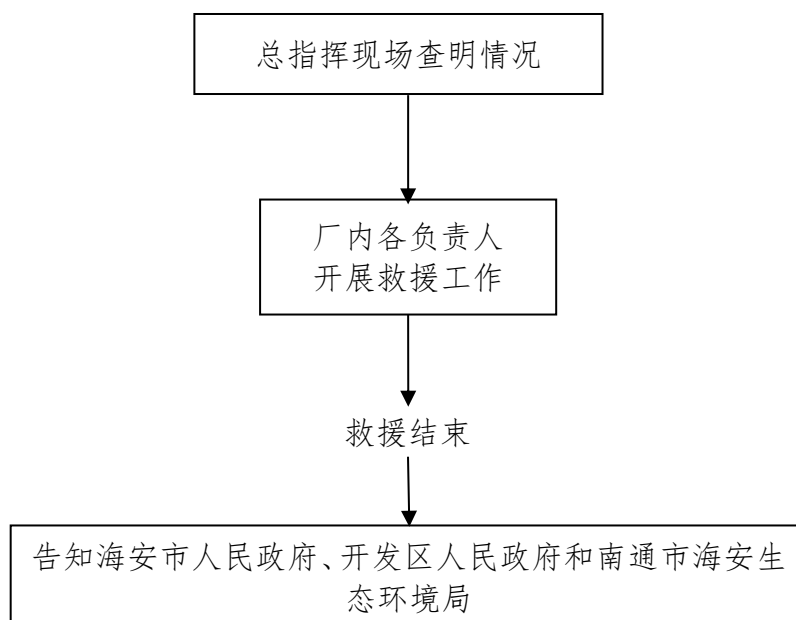 总指挥现场查明情况
厂内各负责人
开展救援工作
救援结束
告知海安市人民政府、开发区人民政府和南通市海安生
态环境局